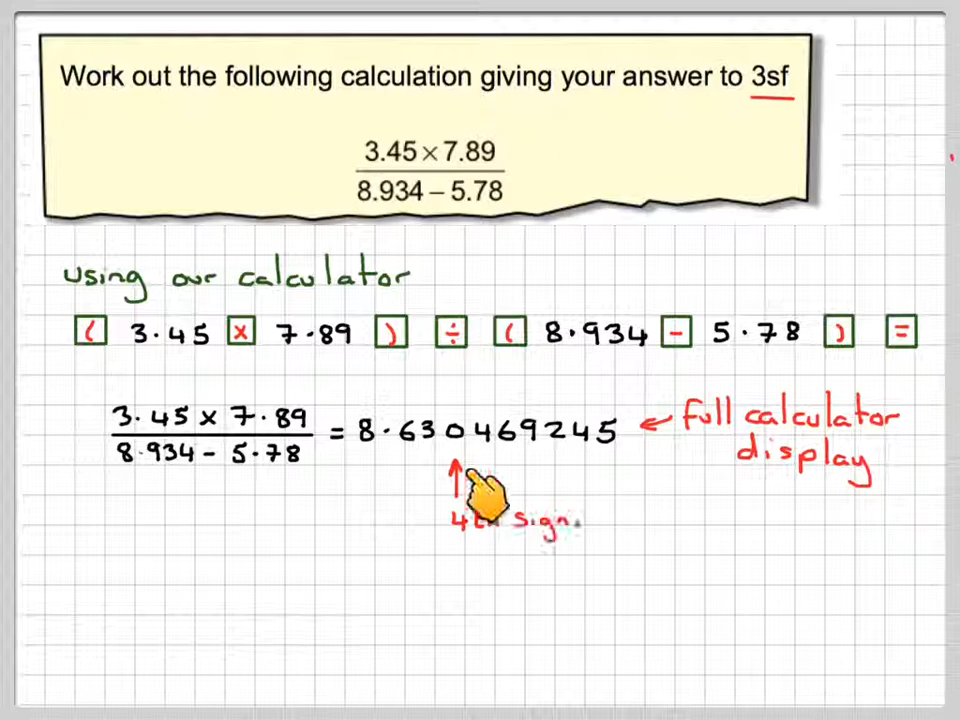 Work out the following calculation giving your answer to 3sf
3.45 × 7.89
8.934 – 5.78
using our calculator
( 3.45 × 7.89 ) ÷ ( 8.934 - 5.78 ) =
3.45 × 7.89
8.934 - 5.78
= 8.630469245
← full calculator
display
↑
4th sign.